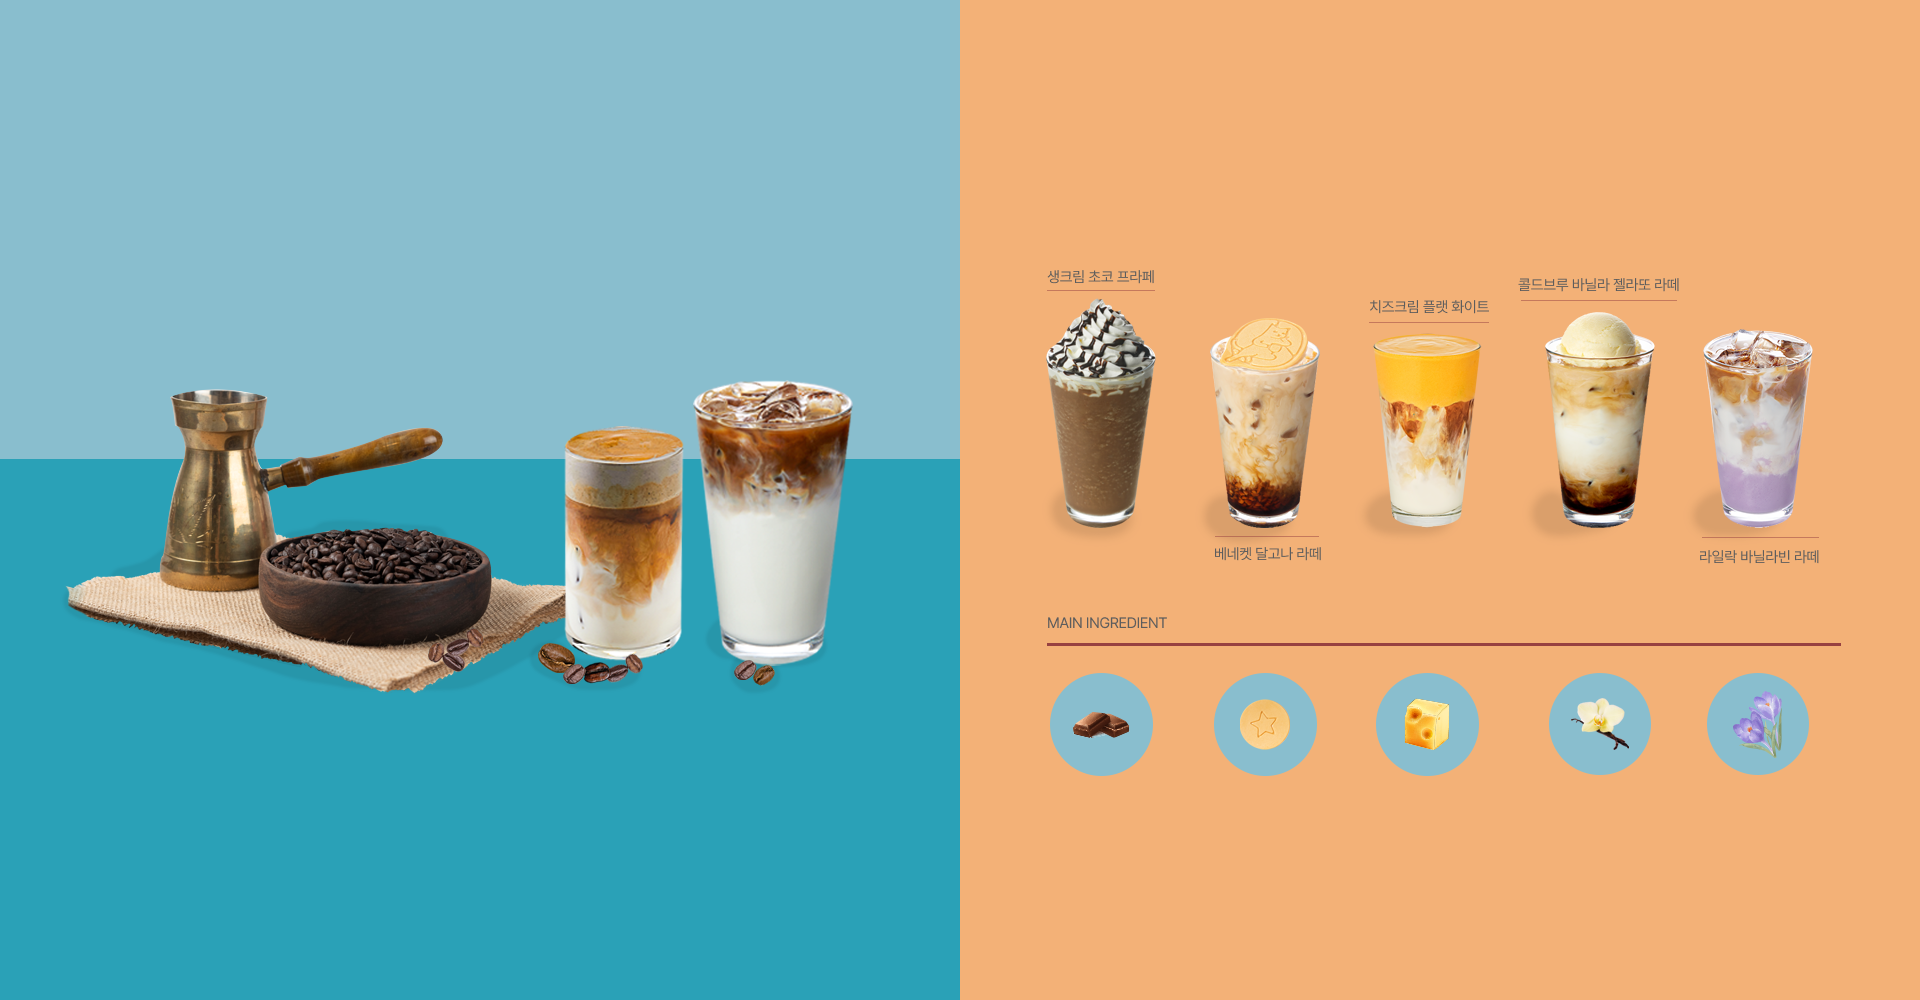 생크림 초코 프라페
베네켓 달고나 라떼
치즈크림 플랫 화이트
콜드브루 바닐라 젤라또 라떼
라일락 바닐라빈 라떼
MAIN INGREDIENT